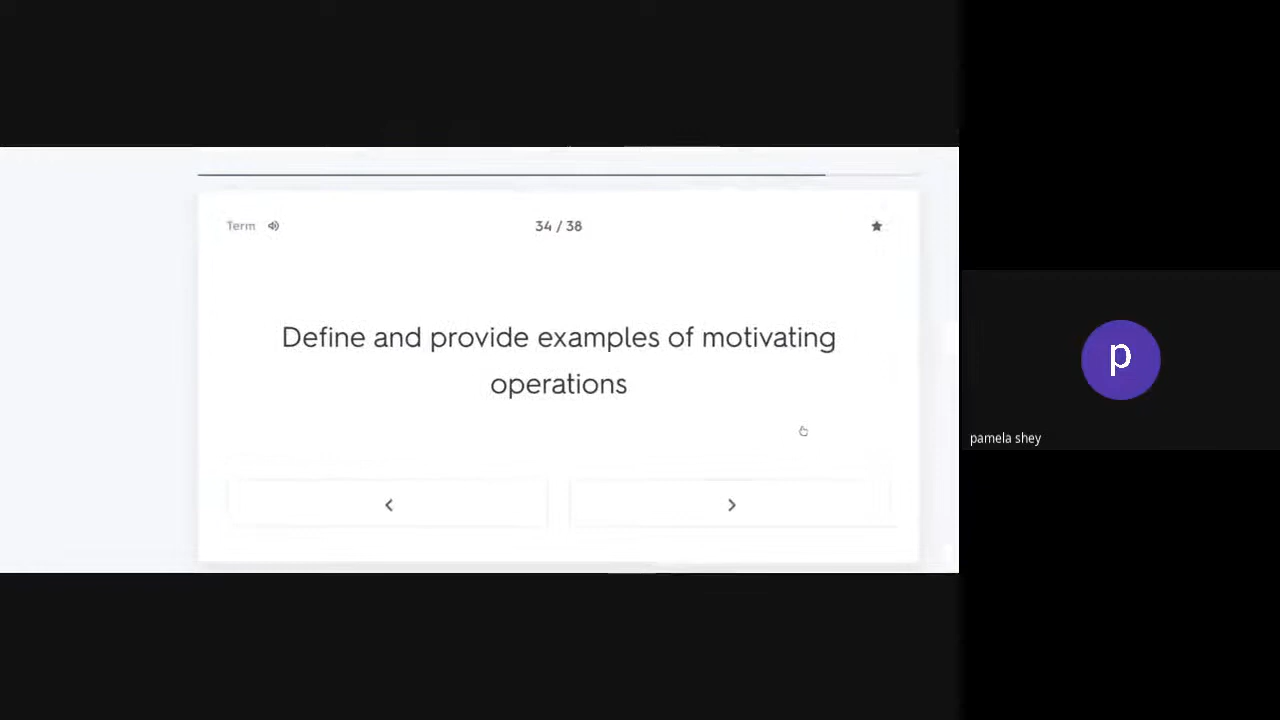 Term
34 / 38
Define and provide examples of motivating
operations
p
pamela shey